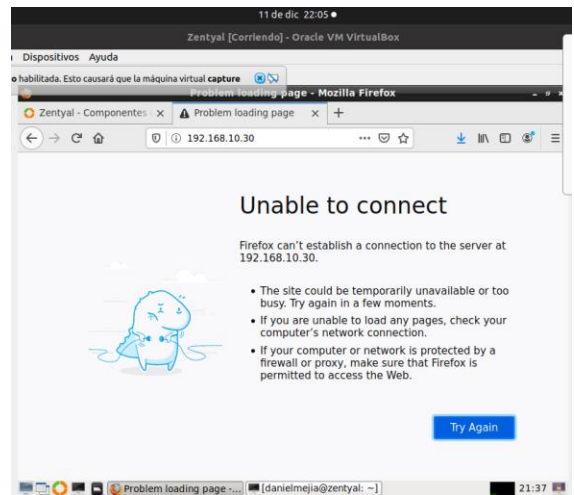 11 de dic 22:05
Zentyal [Corriendo] - Oracle VM VirtualBox
Dispositivos Ayuda
o habilitada. Esto causará que la máquina virtual capture
Problem loading page - Mozilla Firefox
Zentyal - Componentes
Problem loading page
192.168.10.30
Unable to connect
Firefox can't establish a connection to the server at
192.168.10.30.
The site could be temporarily unavailable or too
busy. Try again in a few moments.
If you are unable to load any pages, check your
computer's network connection.
If your computer or network is protected by a
firewall or proxy, make sure that Firefox is
permitted to access the Web.
Try Again
Problem loading page -...
[danielmejia@zentyal: ~]
21:37